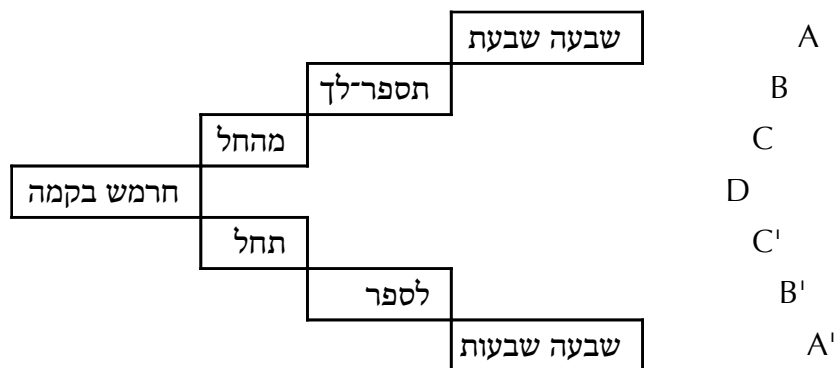 שבעה שבעת A
תספר־לך B
מהחל C
חרמש בקמה D
תחל C'
לספר B'
שבעה שבעות A'